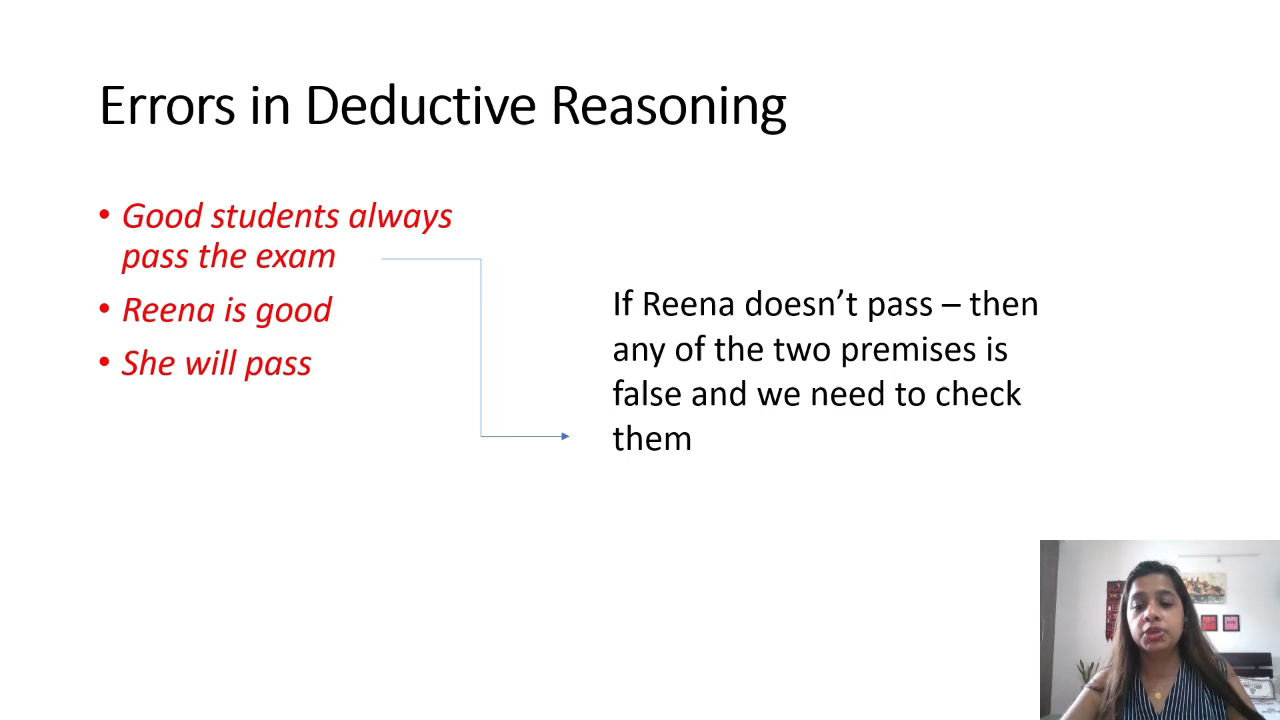 Errors in Deductive Reasoning
• Good students always
pass the exam
• Reena is good
• She will pass
If Reena doesn’t pass – then
any of the two premises is
false and we need to check
them